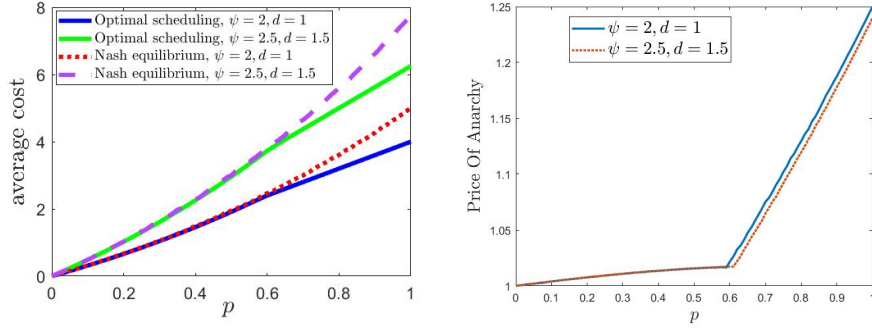 Optimal scheduling, ψ = 2, d = 1
Optimal scheduling, ψ = 2.5, d = 1.5
Nash equilibrium, ψ = 2, d = 1
Nash equilibrium, ψ = 2.5, d = 1.5
average cost
8
6
4
2
0
0 0.2 0.4 0.6 0.8 1
p
ψ = 2, d = 1
ψ = 2.5, d = 1.5
Price Of Anarchy
1.25
1.2
1.15
1.1
1.05
1
0 0.1 0.2 0.3 0.4 0.5 0.6 0.7 0.8 0.9 1
p